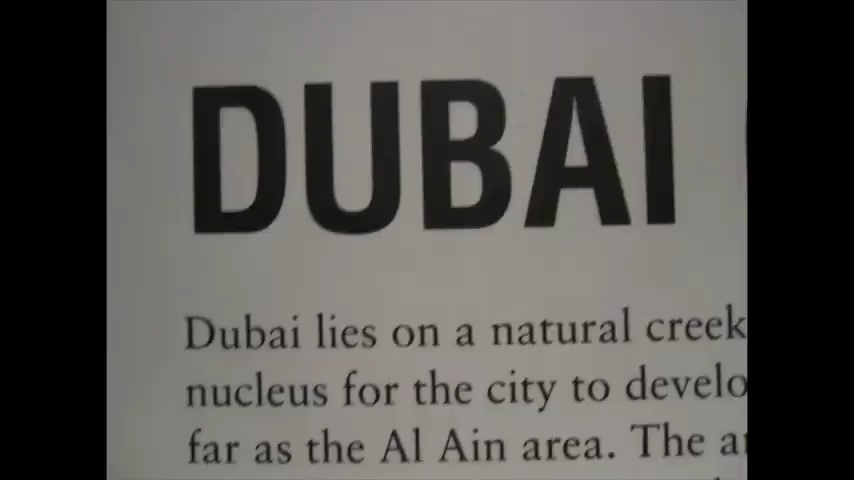 DUBAI
Dubai lies on a natural creek
nucleus for the city to develo
far as the Al Ain area. The a